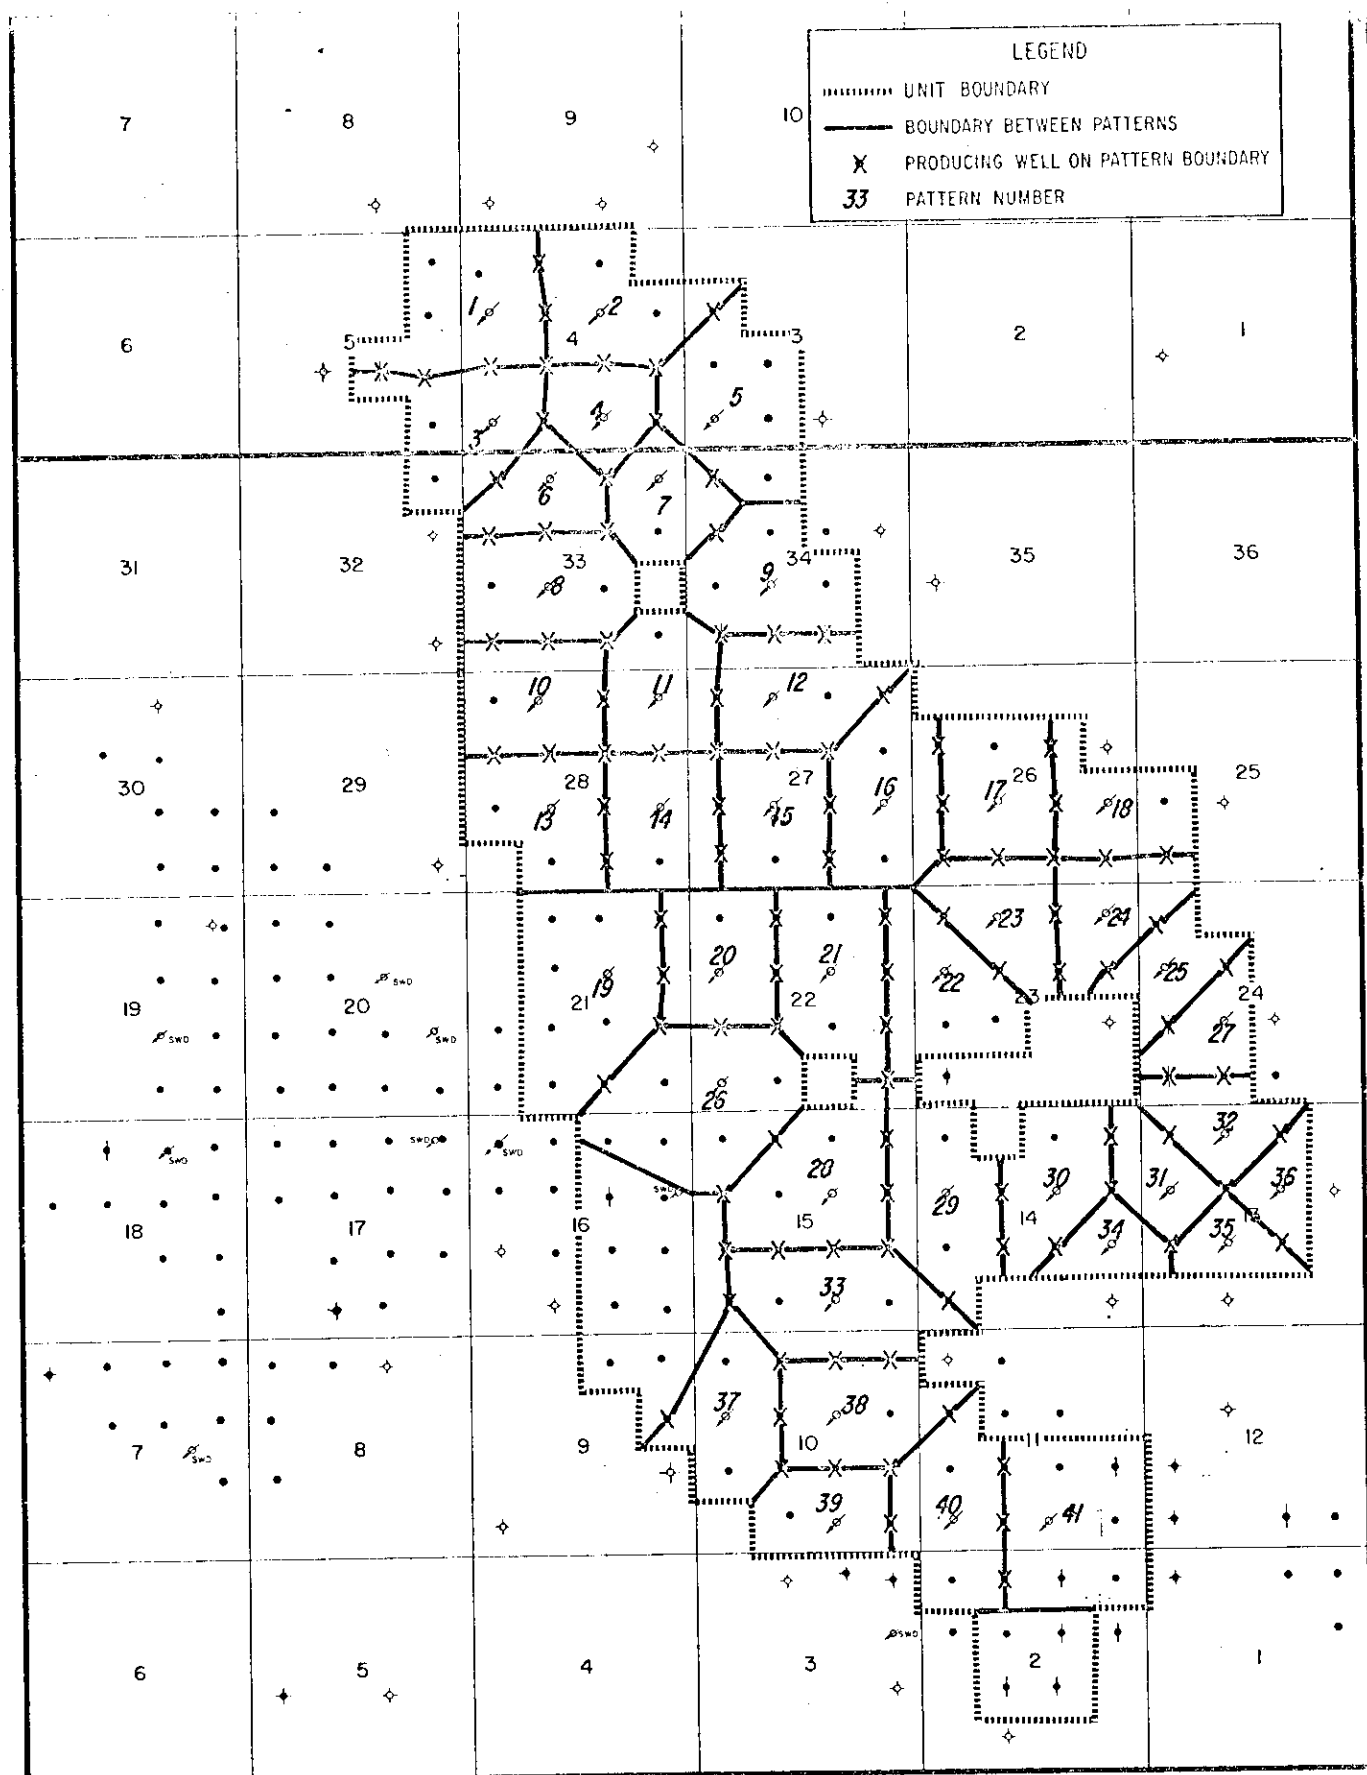 LEGEND
UNIT BOUNDARY
BOUNDARY BETWEEN PATTERNS
PRODUCING WELL ON PATTERN BOUNDARY
33 PATTERN NUMBER
7 8 9 10
1 2
6 5 4 3 2 1
3 4 5
6 7
31 32 33 34 35 36
8 9
10 11 12
30 29 28 27 26 25
13 14 15 16 17 18
19 20 21 22 23 24 25
SWD
19 20 21 22 23 24
SWD SWD
26 27
SWD SWD SWD
28 29 30 31 32 36
SWD
18 17 16 15 14 13
33 34 35
37 38
7 8 9 10 11 12
SWD
39 40 41
SWD
6 5 4 3 2 1